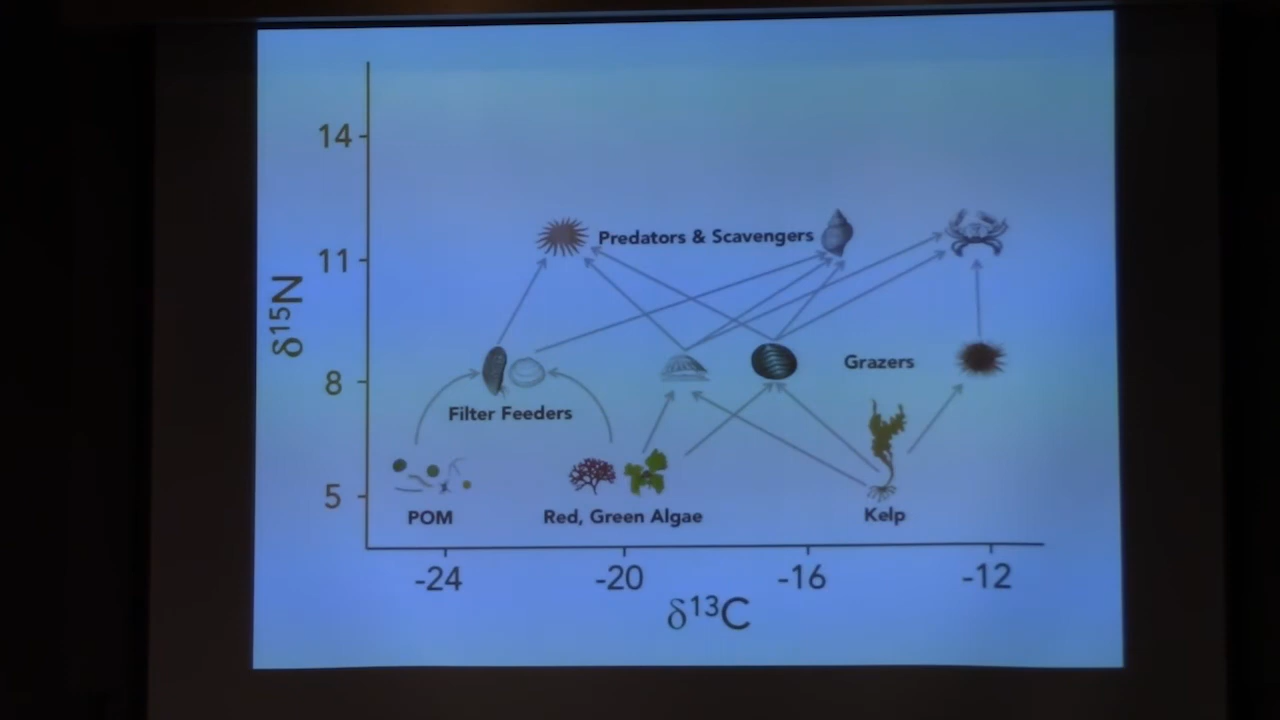 14
Predators & Scavengers
11
δ15N
Grazers
8
Filter Feeders
5
POM
Red, Green Algae
Kelp
-24
-20
-16
-12
δ13C